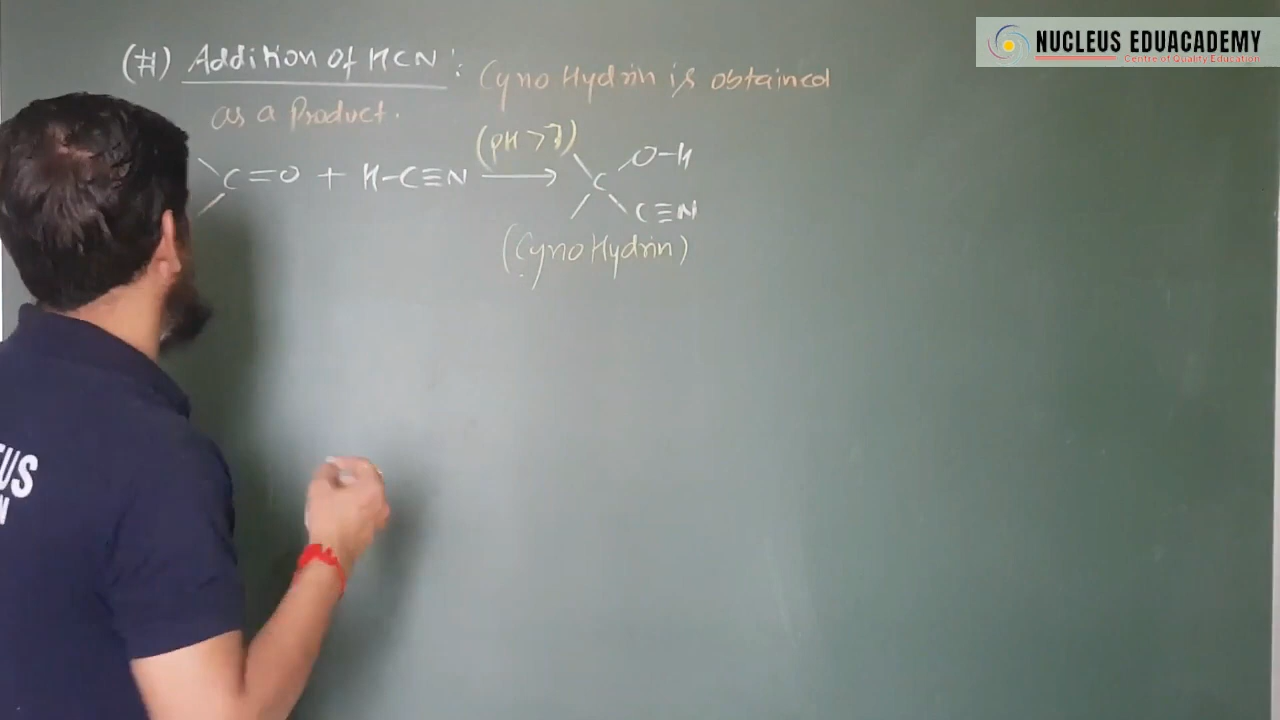 NUCLEUS EDUACADEMY
Centre of Quality Education
(#) Addition of HCN : Cyno Hydrin is obtained
as a Product.
(pH >7)
C=O + H-C≡N ⟶ C O-H
C≡N
(Cyno Hydrin)
US
N